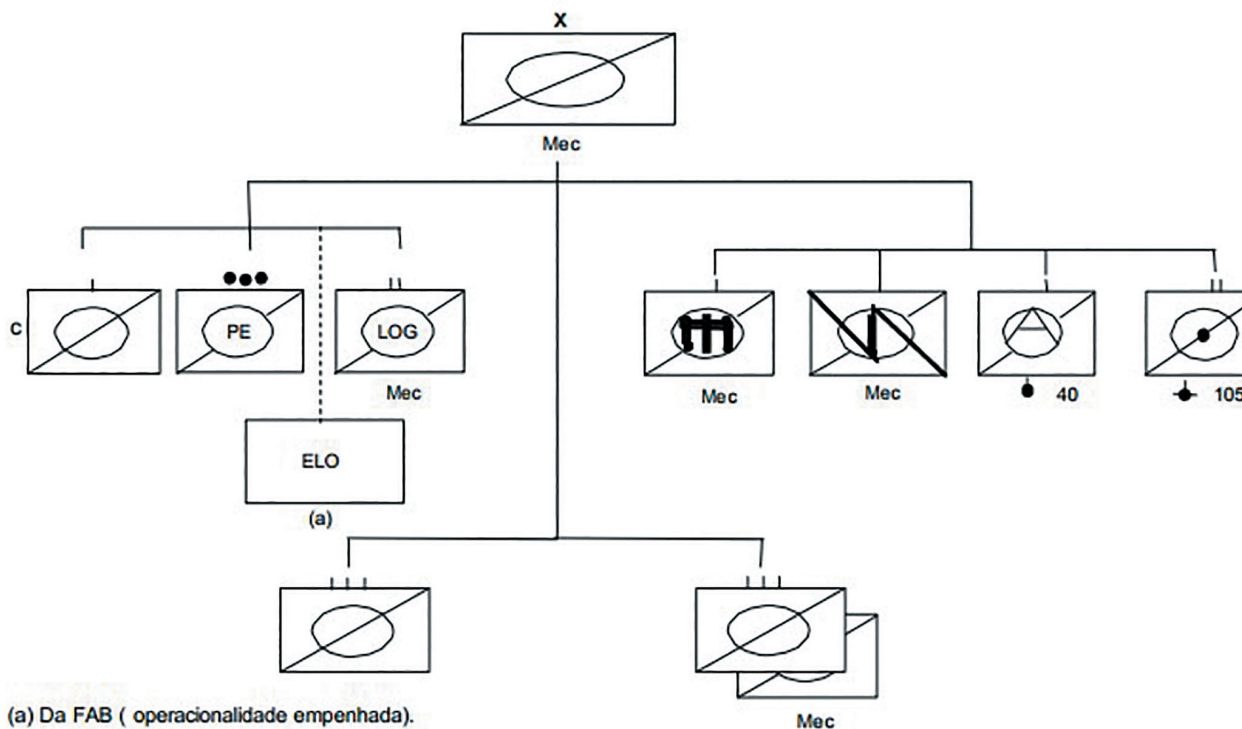 X
Mec
C
PE
LOG
Mec
Mec
Mec
40
105
ELO
(a)
Mec
(a) Da FAB ( operacionalidade empenhada).